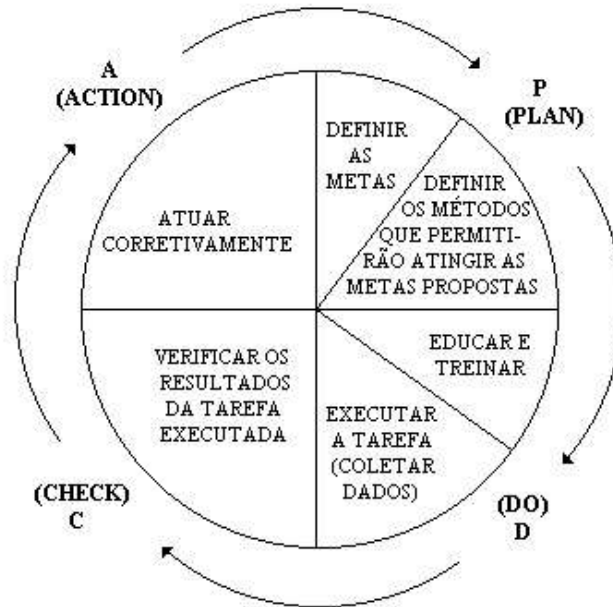 A
(ACTION)
P
(PLAN)
DEFINIR
AS
METAS
DEFINIR
OS MÉTODOS
QUE PERMITI-
RÃO ATINGIR AS
METAS PROPOSTAS
ATUAR
CORRETIVAMENTE
EDUCAR E
TREINAR
VERIFICAR OS
RESULTADOS
DA TAREFA
EXECUTADA
EXECUTAR
A TAREFA
(COLETAR
DADOS)
(CHECK)
C
(DO)
D